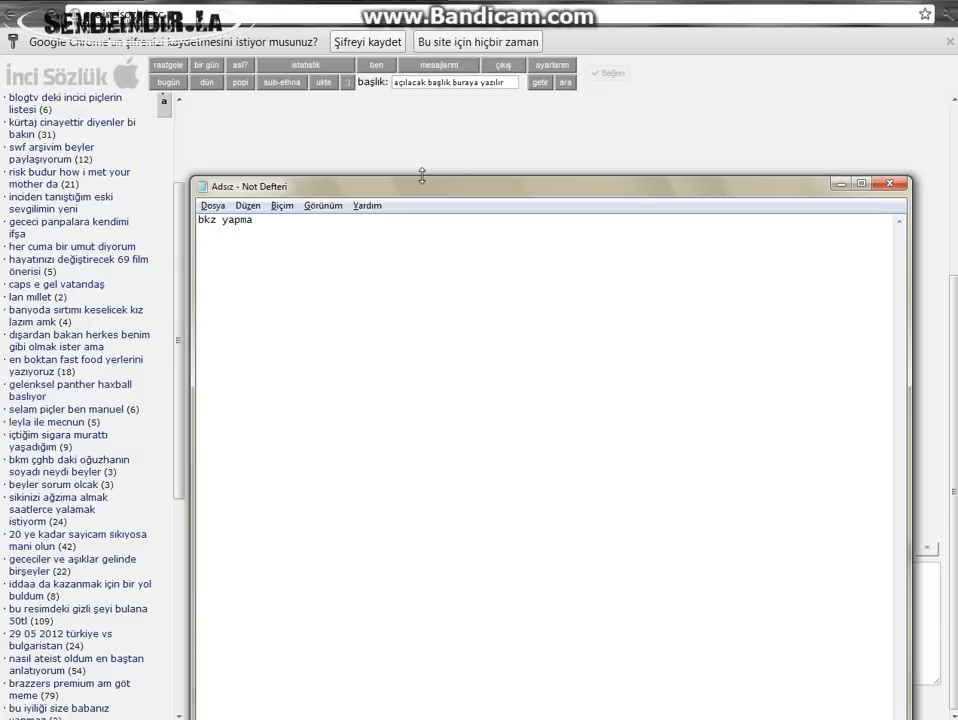 www.Bandicam.com
SENDEINDIR.LA
Google Chrome'un şifrenizi kaydetmesini istiyor musunuz? Şifreyi kaydet Bu site için hiçbir zaman
inci Sözlük
rastgele bir gün asl? istatistik ben mesajlarım çıkış ayarlarım
Beğen
bugün dün popi sub-ethna ukte :) başlık: açılacak başlık buraya yazılır getir ara
a
blogtv deki incici piçlerin
listesi (6)
kürtaj cinayettir diyenler bi
bakın (31)
swf arşivim beyler
paylaşıyorum (12)
risk budur how i met your
mother da (21)
inciden tanıştığım eski
sevgilimin yeni
gececi panpalara kendimi
ifşa
her cuma bir umut diyorum
hayatınızı değiştirecek 69 film
önerisi (5)
caps e gel vatandaş
lan millet (2)
banyoda sırtımı keselicek kız
lazım amk (4)
dışardan bakan herkes benim
gibi olmak ister ama
en boktan fast food yerlerini
yazıyoruz (18)
gelenksel panther haxball
baslıyor
selam piçler ben manuel (6)
leyla ile mecnun (5)
içtiğim sigara murattı
yaşadığım (9)
bkm çghb daki oğuzhanın
soyadı neydi beyler (3)
beyler sorum olcak (3)
sikinizi ağzima almak
saatlerce yalamak
istiyorm (24)
20 ye kadar sayicam sıkıyosa
mani olun (42)
gececiler ve aşıklar gelinde
birşeyler (22)
iddaa da kazanmak için bir yol
buldum (8)
bu resimdeki gizli şeyi bulana
50tl (109)
29 05 2012 türkiye vs
bulgaristan (24)
nasıl ateist oldum en baştan
anlatıyorum (54)
brazzers premium am göt
meme (79)
bu iyiliği size babanız
Adsız - Not Defteri
Dosya Düzen Biçim Görünüm Yardım
bkz yapma